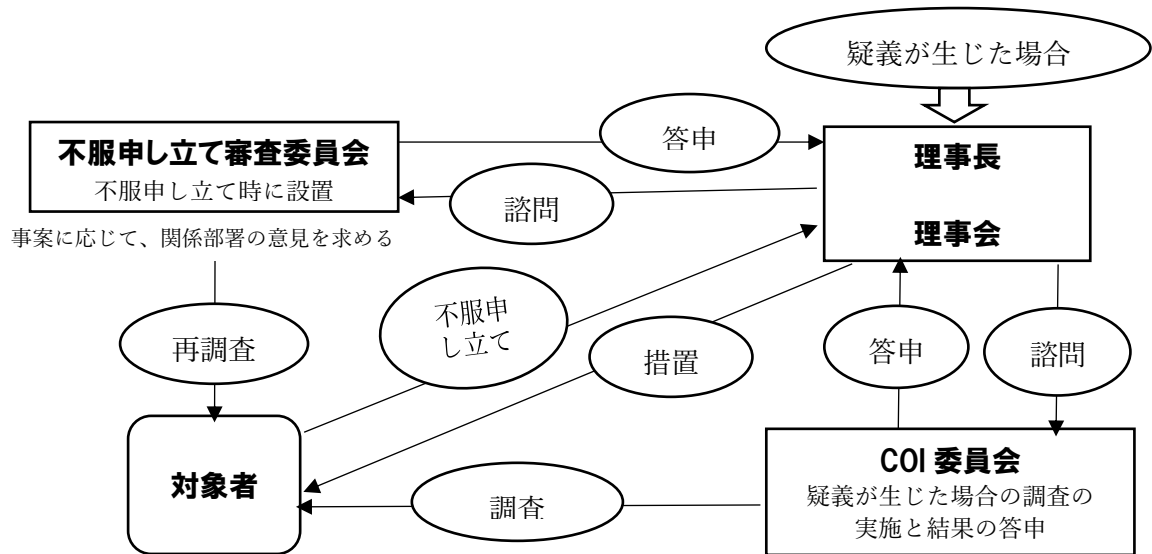 疑義が生じた場合
答申
不服申し立て審査委員会
不服申し立て時に設置
理事長
諮問
理事会
事案に応じて、関係部署の意見を求める
不服申
し立て
再調査
措置
答申
諮問
対象者
COI 委員会
疑義が生じた場合の調査の
実施と結果の答申
調査